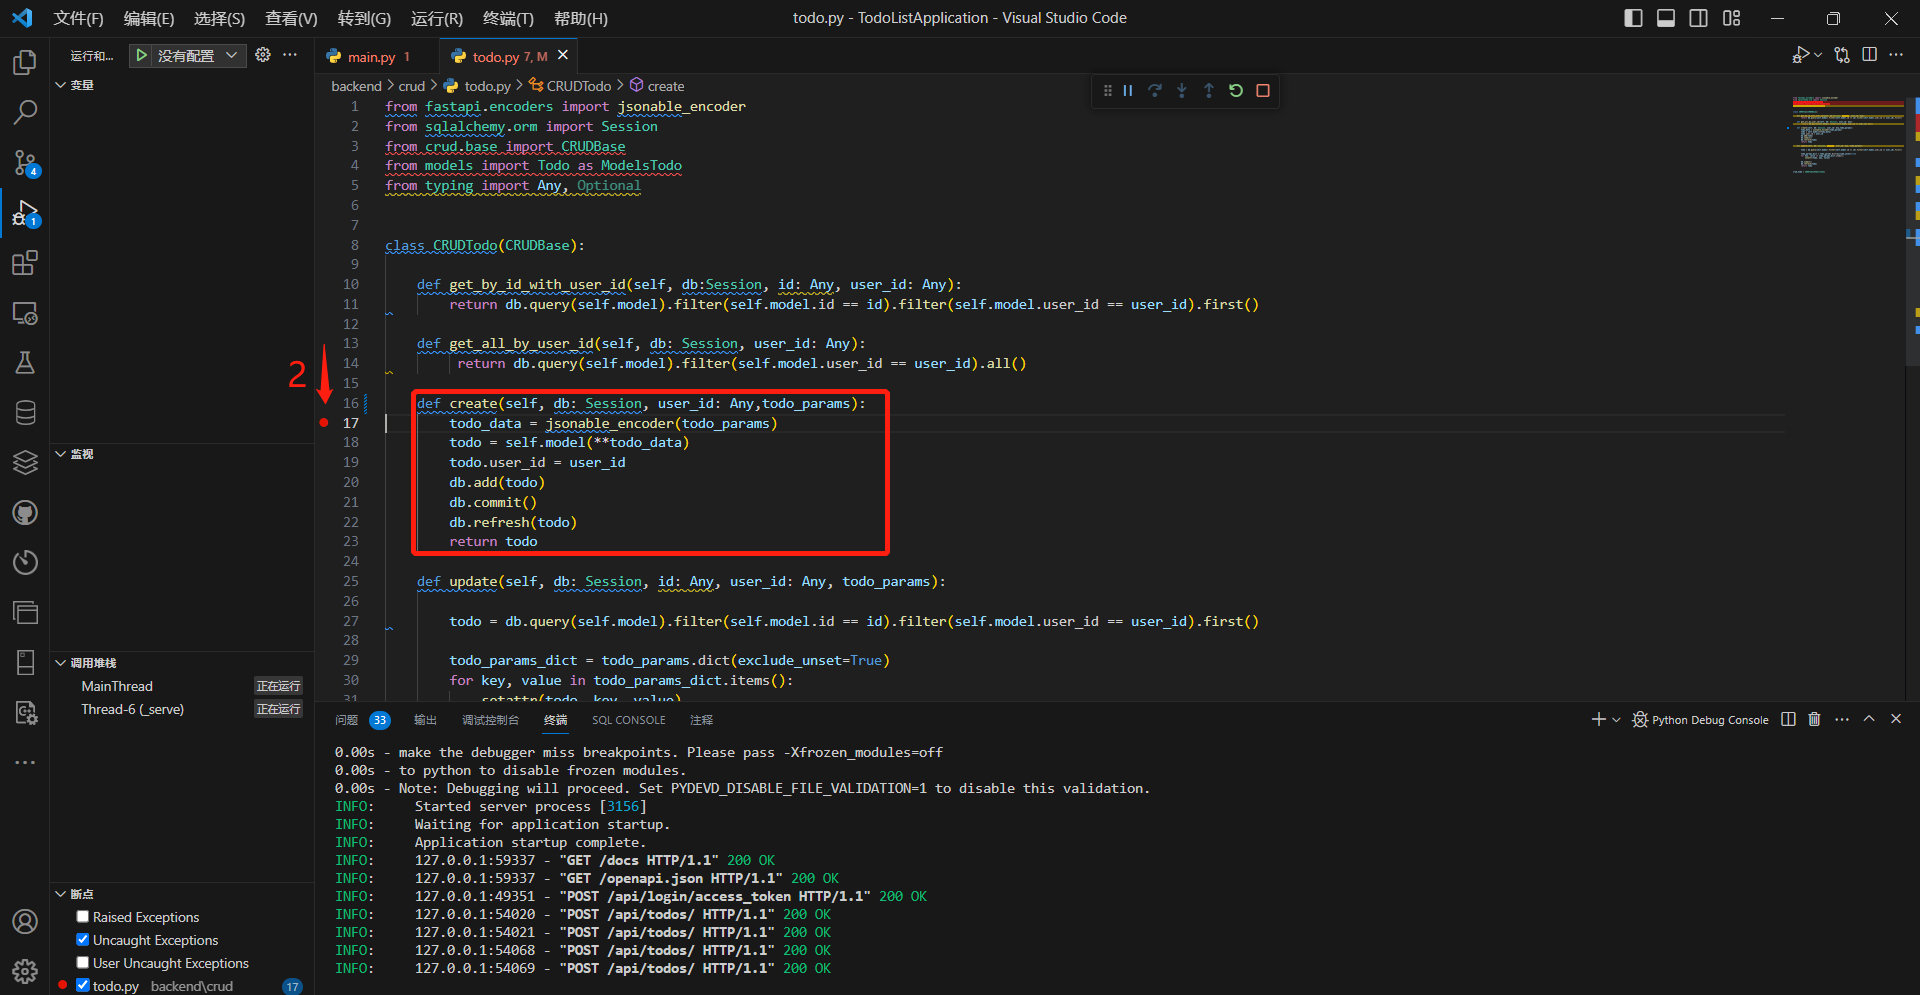 文件(F) 编辑(E) 选择(S) 查看(V) 转到(G) 运行(R) 终端(T) 帮助(H) todo.py - TodoListApplication - Visual Studio Code
运行和... 没有配置
main.py 1 todo.py 7, M
backend > crud > todo.py > CRUDTodo > create
变量
监视
调用堆栈
MainThread 正在运行
Thread-6 (_serve) 正在运行
断点
Raised Exceptions
Uncaught Exceptions
User Uncaught Exceptions
todo.py backend\crud 17
4
1
2
1 from fastapi.encoders import jsonable_encoder
2 from sqlalchemy.orm import Session
3 from crud.base import CRUDBase
4 from models import Todo as ModelsTodo
5 from typing import Any, Optional
6
7
8 class CRUDTodo(CRUDBase):
9
10 def get_by_id_with_user_id(self, db:Session, id: Any, user_id: Any):
11 return db.query(self.model).filter(self.model.id == id).filter(self.model.user_id == user_id).first()
12
13 def get_all_by_user_id(self, db: Session, user_id: Any):
14 return db.query(self.model).filter(self.model.user_id == user_id).all()
15
16 def create(self, db: Session, user_id: Any,todo_params):
17 todo_data = jsonable_encoder(todo_params)
18 todo = self.model(**todo_data)
19 todo.user_id = user_id
20 db.add(todo)
21 db.commit()
22 db.refresh(todo)
23 return todo
24
25 def update(self, db: Session, id: Any, user_id: Any, todo_params):
26
27 todo = db.query(self.model).filter(self.model.id == id).filter(self.model.user_id == user_id).first()
28
29 todo_params_dict = todo_params.dict(exclude_unset=True)
30 for key, value in todo_params_dict.items():
31 setattr(todo, key, value)
问题 33 输出 调试控制台 终端 SQL CONSOLE 注释 Python Debug Console
0.00s - make the debugger miss breakpoints. Please pass -Xfrozen_modules=off
0.00s - to python to disable frozen modules.
0.00s - Note: Debugging will proceed. Set PYDEVD_DISABLE_FILE_VALIDATION=1 to disable this validation.
INFO: Started server process [3156]
INFO: Waiting for application startup.
INFO: Application startup complete.
INFO: 127.0.0.1:59337 - "GET /docs HTTP/1.1" 200 OK
INFO: 127.0.0.1:59337 - "GET /openapi.json HTTP/1.1" 200 OK
INFO: 127.0.0.1:49351 - "POST /api/login/access_token HTTP/1.1" 200 OK
INFO: 127.0.0.1:54020 - "POST /api/todos/ HTTP/1.1" 200 OK
INFO: 127.0.0.1:54021 - "POST /api/todos/ HTTP/1.1" 200 OK
INFO: 127.0.0.1:54068 - "POST /api/todos/ HTTP/1.1" 200 OK
INFO: 127.0.0.1:54069 - "POST /api/todos/ HTTP/1.1" 200 OK